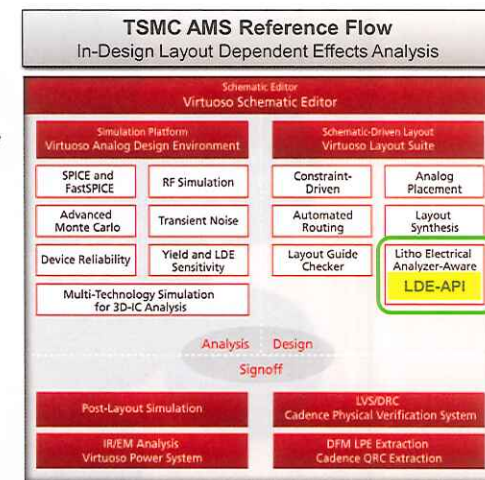 TSMC AMS Reference Flow
In-Design Layout Dependent Effects Analysis
Schematic Editor
Virtuoso Schematic Editor
Simulation Platform
Virtuoso Analog Design Environment
Schematic-Driven Layout
Virtuoso Layout Suite
SPICE and
FastSPICE
RF Simulation
Constraint-
Driven
Analog
Placement
Advanced
Monte Carlo
Transient Noise
Automated
Routing
Layout
Synthesis
Device Reliability
Yield and LDE
Sensitivity
Layout Guide
Checker
Litho Electrical
Analyzer-Aware
LDE-API
Multi-Technology Simulation
for 3D-IC Analysis
Analysis
Design
Signoff
Post-Layout Simulation
LVS/DRC
Cadence Physical Verification System
IR/EM Analysis
Virtuoso Power System
DFM LPE Extraction
Cadence QRC Extraction